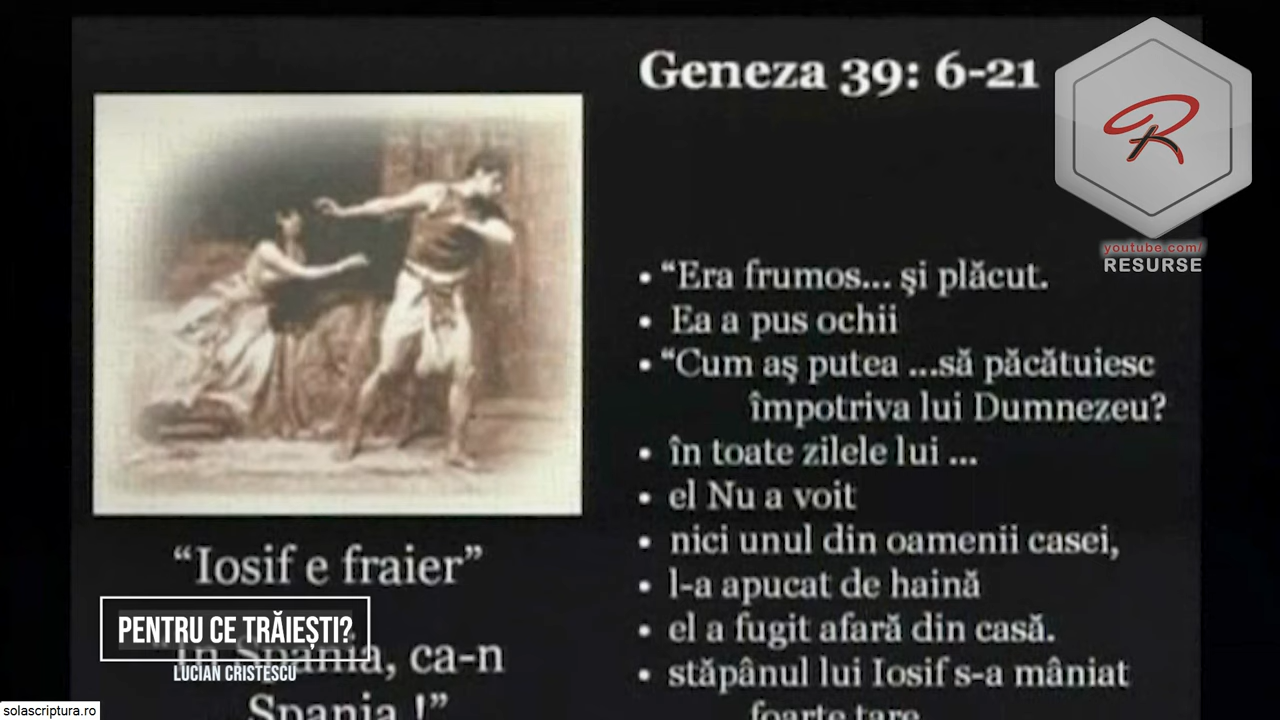 Geneza 39: 6-21
R
youtube.com/
RESURSE
• “Era frumos... şi plăcut.
• Ea a pus ochii
• “Cum aş putea ...să păcătuiesc
împotriva lui Dumnezeu?
• în toate zilele lui ...
• el Nu a voit
• nici unul din oamenii casei,
• l-a apucat de haină
• el a fugit afară din casă.
• stăpânul lui Iosif s-a mâniat
foarte tare
“Iosif e fraier”
“În Spania, ca-n
Spania !”
PENTRU CE TRĂIEȘTI?
LUCIAN CRISTESCU
solascriptura.ro